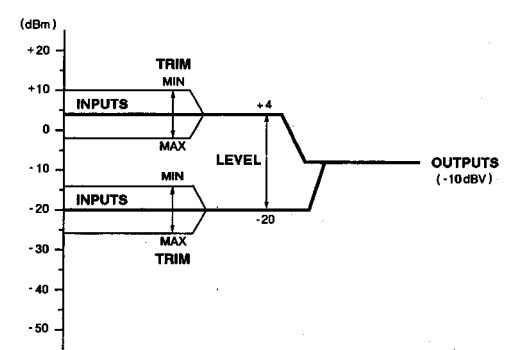 (dBm)
+20
+10
0
-10
-20
-30
-40
-50
TRIM
MIN
INPUTS
MAX
+4
LEVEL
MIN
INPUTS
-20
MAX
TRIM
OUTPUTS
(-10dBV)